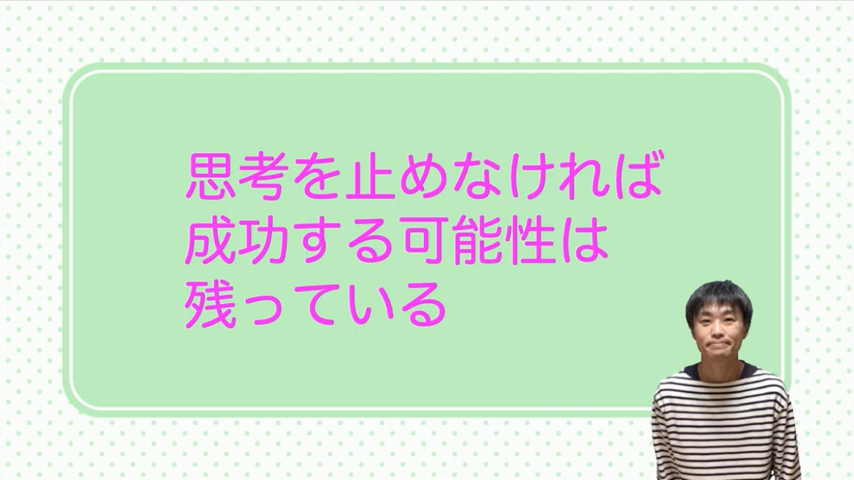 思考を止めなければ
成功する可能性は
残っている